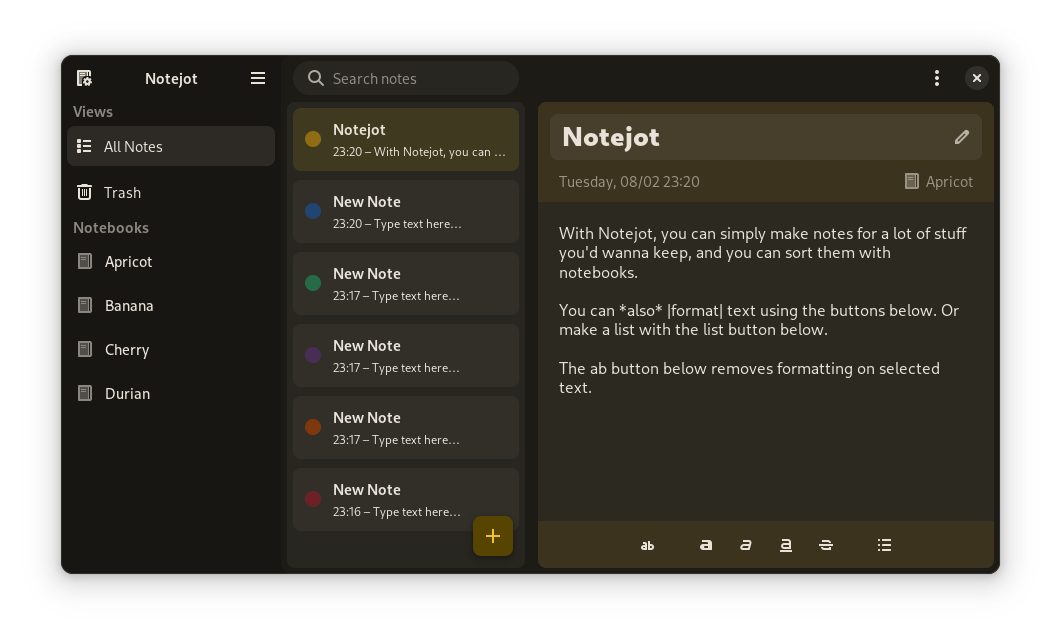 Notejot
Views
All Notes
Trash
Notebooks
Apricot
Banana
Cherry
Durian
Search notes
Notejot
23:20 – With Notejot, you can …
New Note
23:20 – Type text here…
New Note
23:17 – Type text here…
New Note
23:17 – Type text here…
New Note
23:17 – Type text here…
New Note
23:16 – Type text here…
Notejot
Tuesday, 08/02 23:20
Apricot
With Notejot, you can simply make notes for a lot of stuff
you'd wanna keep, and you can sort them with
notebooks.
You can *also* |format| text using the buttons below. Or
make a list with the list button below.
The ab button below removes formatting on selected
text.
ab
a
a
a
a